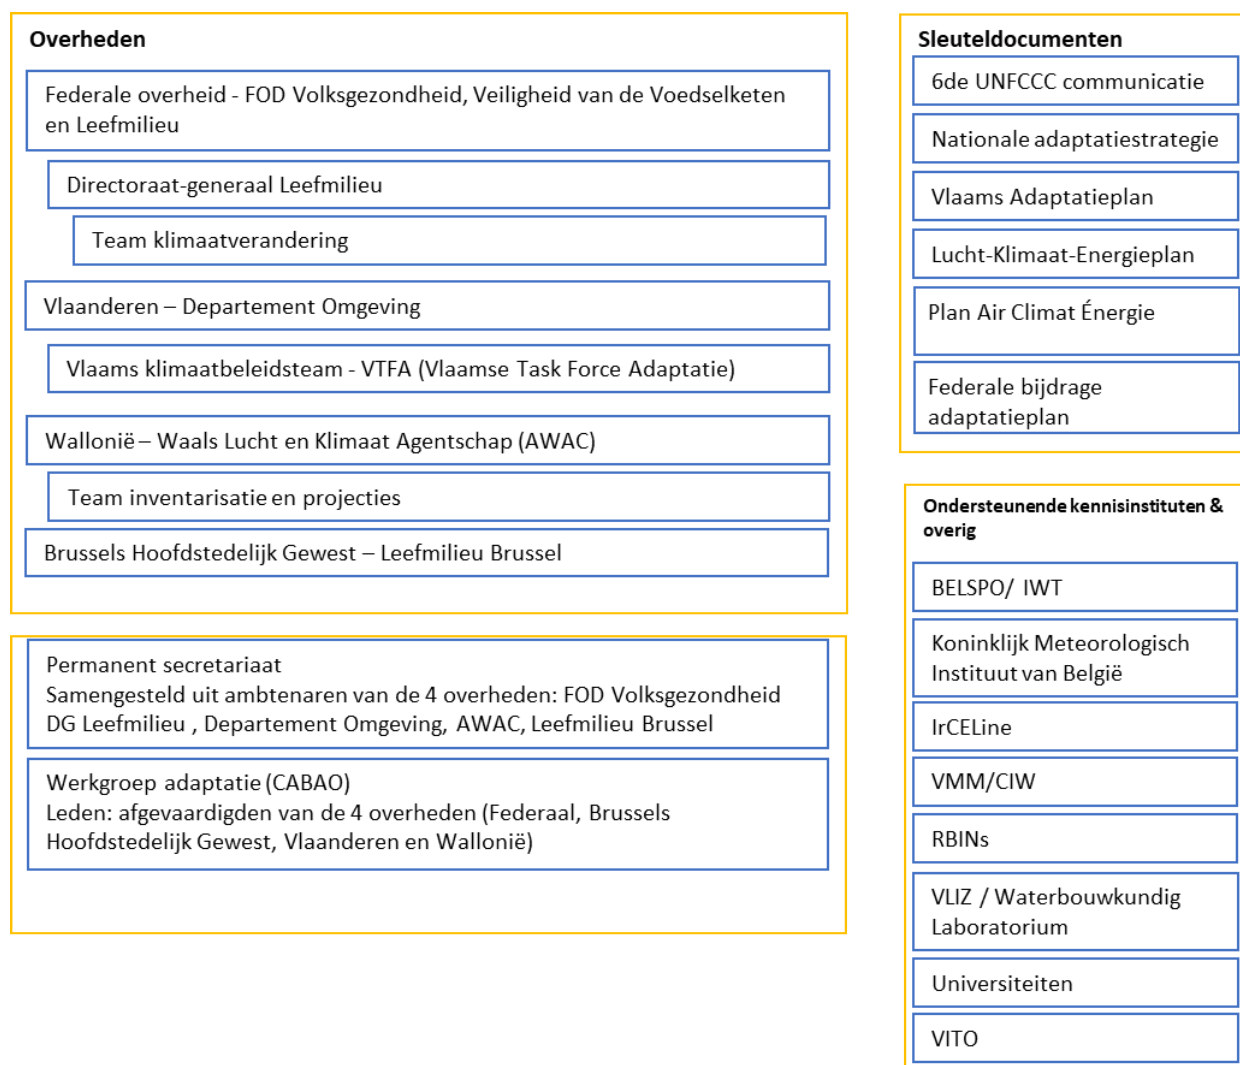 Overheden
Federale overheid - FOD Volksgezondheid, Veiligheid van de Voedselketen
en Leefmilieu
Directoraat-generaal Leefmilieu
Team klimaatverandering
Vlaanderen – Departement Omgeving
Vlaams klimaatbeleidsteam - VTFA (Vlaamse Task Force Adaptatie)
Wallonië – Waals Lucht en Klimaat Agentschap (AWAC)
Team inventarisatie en projecties
Brussels Hoofdstedelijk Gewest – Leefmilieu Brussel
Permanent secretariaat
Samengesteld uit ambtenaren van de 4 overheden: FOD Volksgezondheid
DG Leefmilieu , Departement Omgeving, AWAC, Leefmilieu Brussel
Werkgroep adaptatie (CABAO)
Leden: afgevaardigden van de 4 overheden (Federaal, Brussels
Hoofdstedelijk Gewest, Vlaanderen en Wallonië)
Sleuteldocumenten
6de UNFCCC communicatie
Nationale adaptatiestrategie
Vlaams Adaptatieplan
Lucht-Klimaat-Energieplan
Plan Air Climat Énergie
Federale bijdrage
adaptatieplan
Ondersteunende kennisinstituten &
overig
BELSPO/ IWT
Koninklijk Meteorologisch
Instituut van België
IrCELine
VMM/CIW
RBINs
VLIZ / Waterbouwkundig
Laboratorium
Universiteiten
VITO